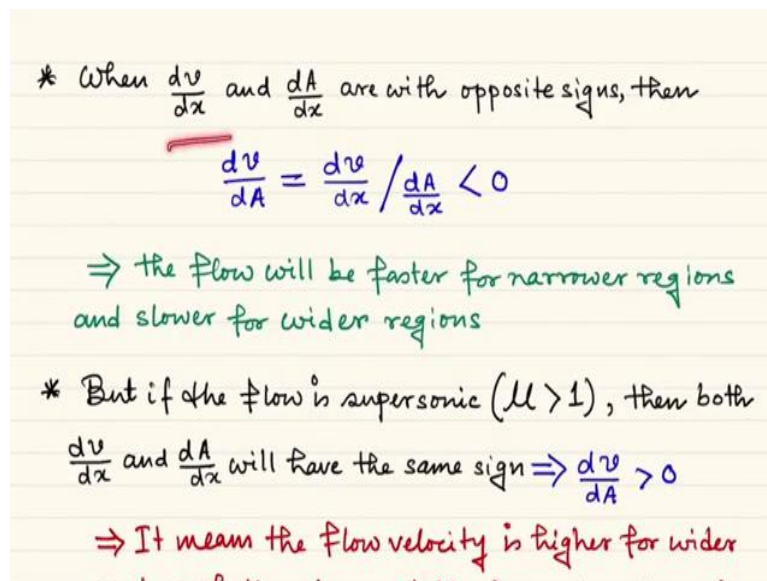 * When dv/dx and dA/dx are with opposite signs, then
dv/dA = dv/dx / dA/dx < 0
⇒ the flow will be faster for narrower regions
and slower for wider regions
* But if the flow is supersonic (M > 1), then both
dv/dx and dA/dx will have the same sign ⇒ dv/dA > 0
⇒ It means the flow velocity is higher for wider